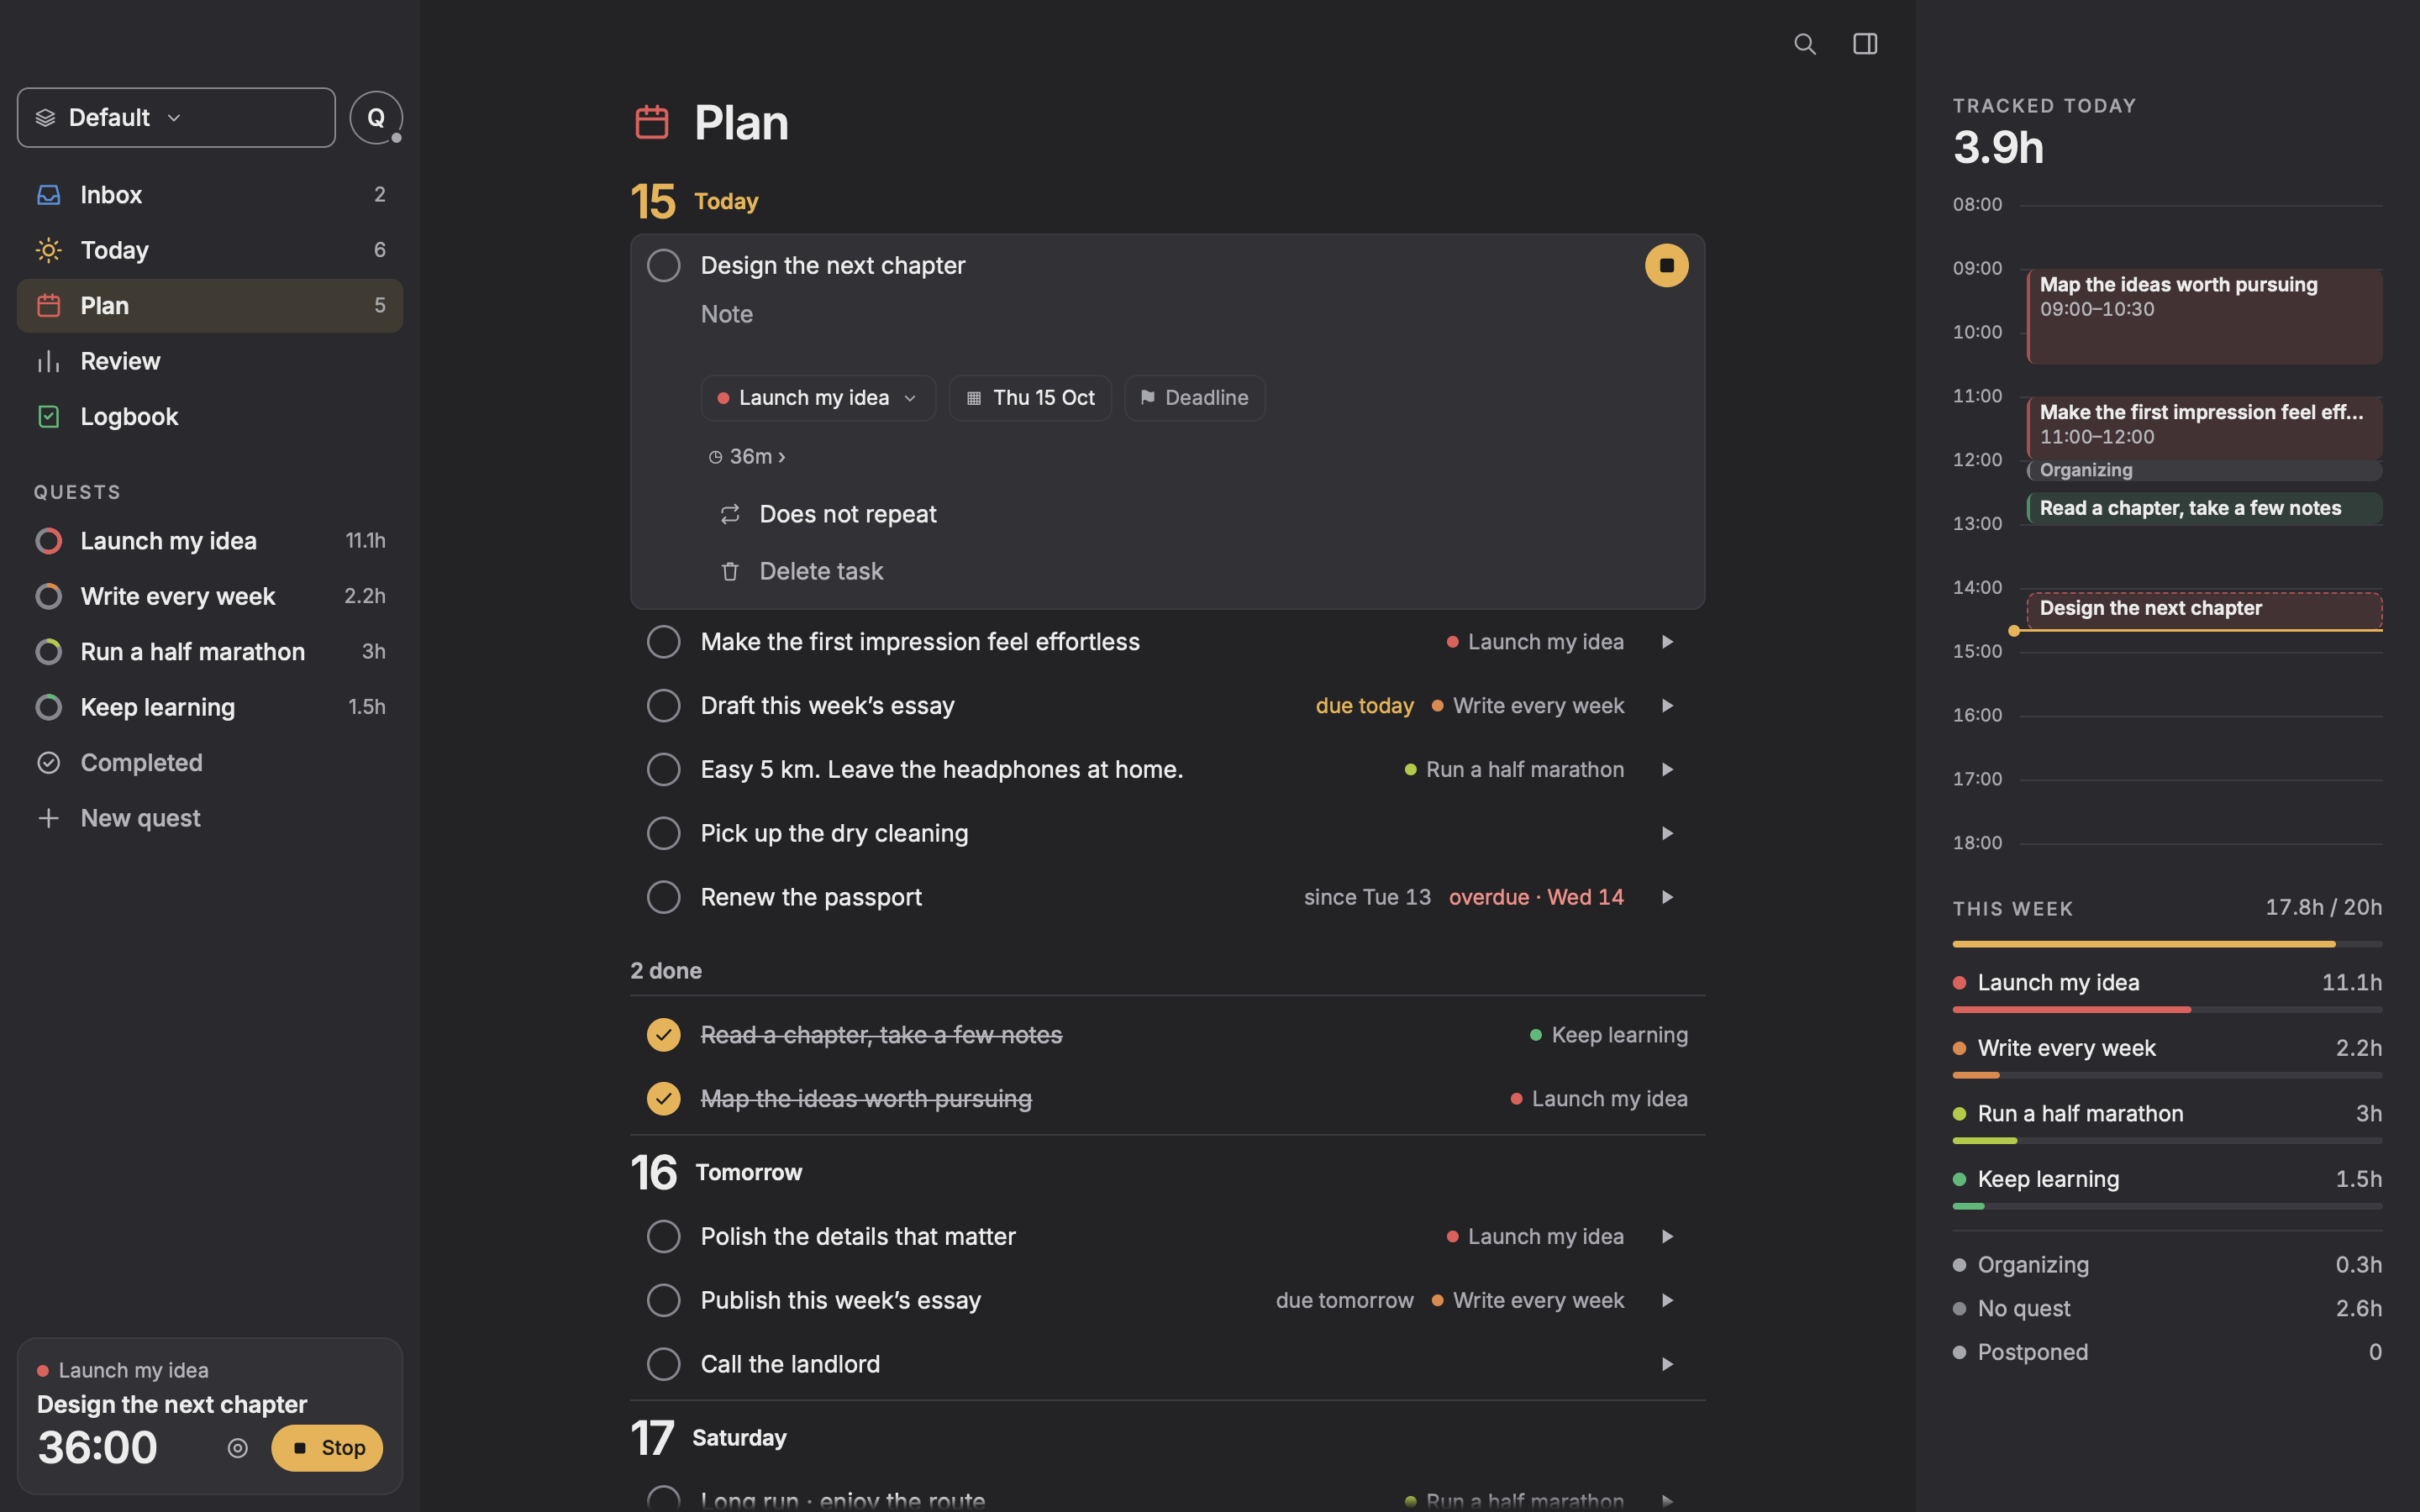 Default
Q
Inbox 2
Today 6
Plan 5
Review
Logbook
QUESTS
Launch my idea 11.1h
Write every week 2.2h
Run a half marathon 3h
Keep learning 1.5h
Completed
New quest
Launch my idea
Design the next chapter
36:00 Stop
Plan
15 Today
Design the next chapter
Note
Launch my idea Thu 15 Oct Deadline
36m ›
Does not repeat
Delete task
Make the first impression feel effortless Launch my idea
Draft this week’s essay due today Write every week
Easy 5 km. Leave the headphones at home. Run a half marathon
Pick up the dry cleaning
Renew the passport since Tue 13 overdue · Wed 14
2 done
Read a chapter, take a few notes Keep learning
Map the ideas worth pursuing Launch my idea
16 Tomorrow
Polish the details that matter Launch my idea
Publish this week’s essay due tomorrow Write every week
Call the landlord
17 Saturday
Long run · enjoy the route Run a half marathon
TRACKED TODAY
3.9h
08:00
09:00
Map the ideas worth pursuing
09:00–10:30
10:00
11:00
Make the first impression feel eff...
11:00–12:00
12:00
Organizing
Read a chapter, take a few notes
13:00
14:00
Design the next chapter
15:00
16:00
17:00
18:00
THIS WEEK 17.8h / 20h
Launch my idea 11.1h
Write every week 2.2h
Run a half marathon 3h
Keep learning 1.5h
Organizing 0.3h
No quest 2.6h
Postponed 0